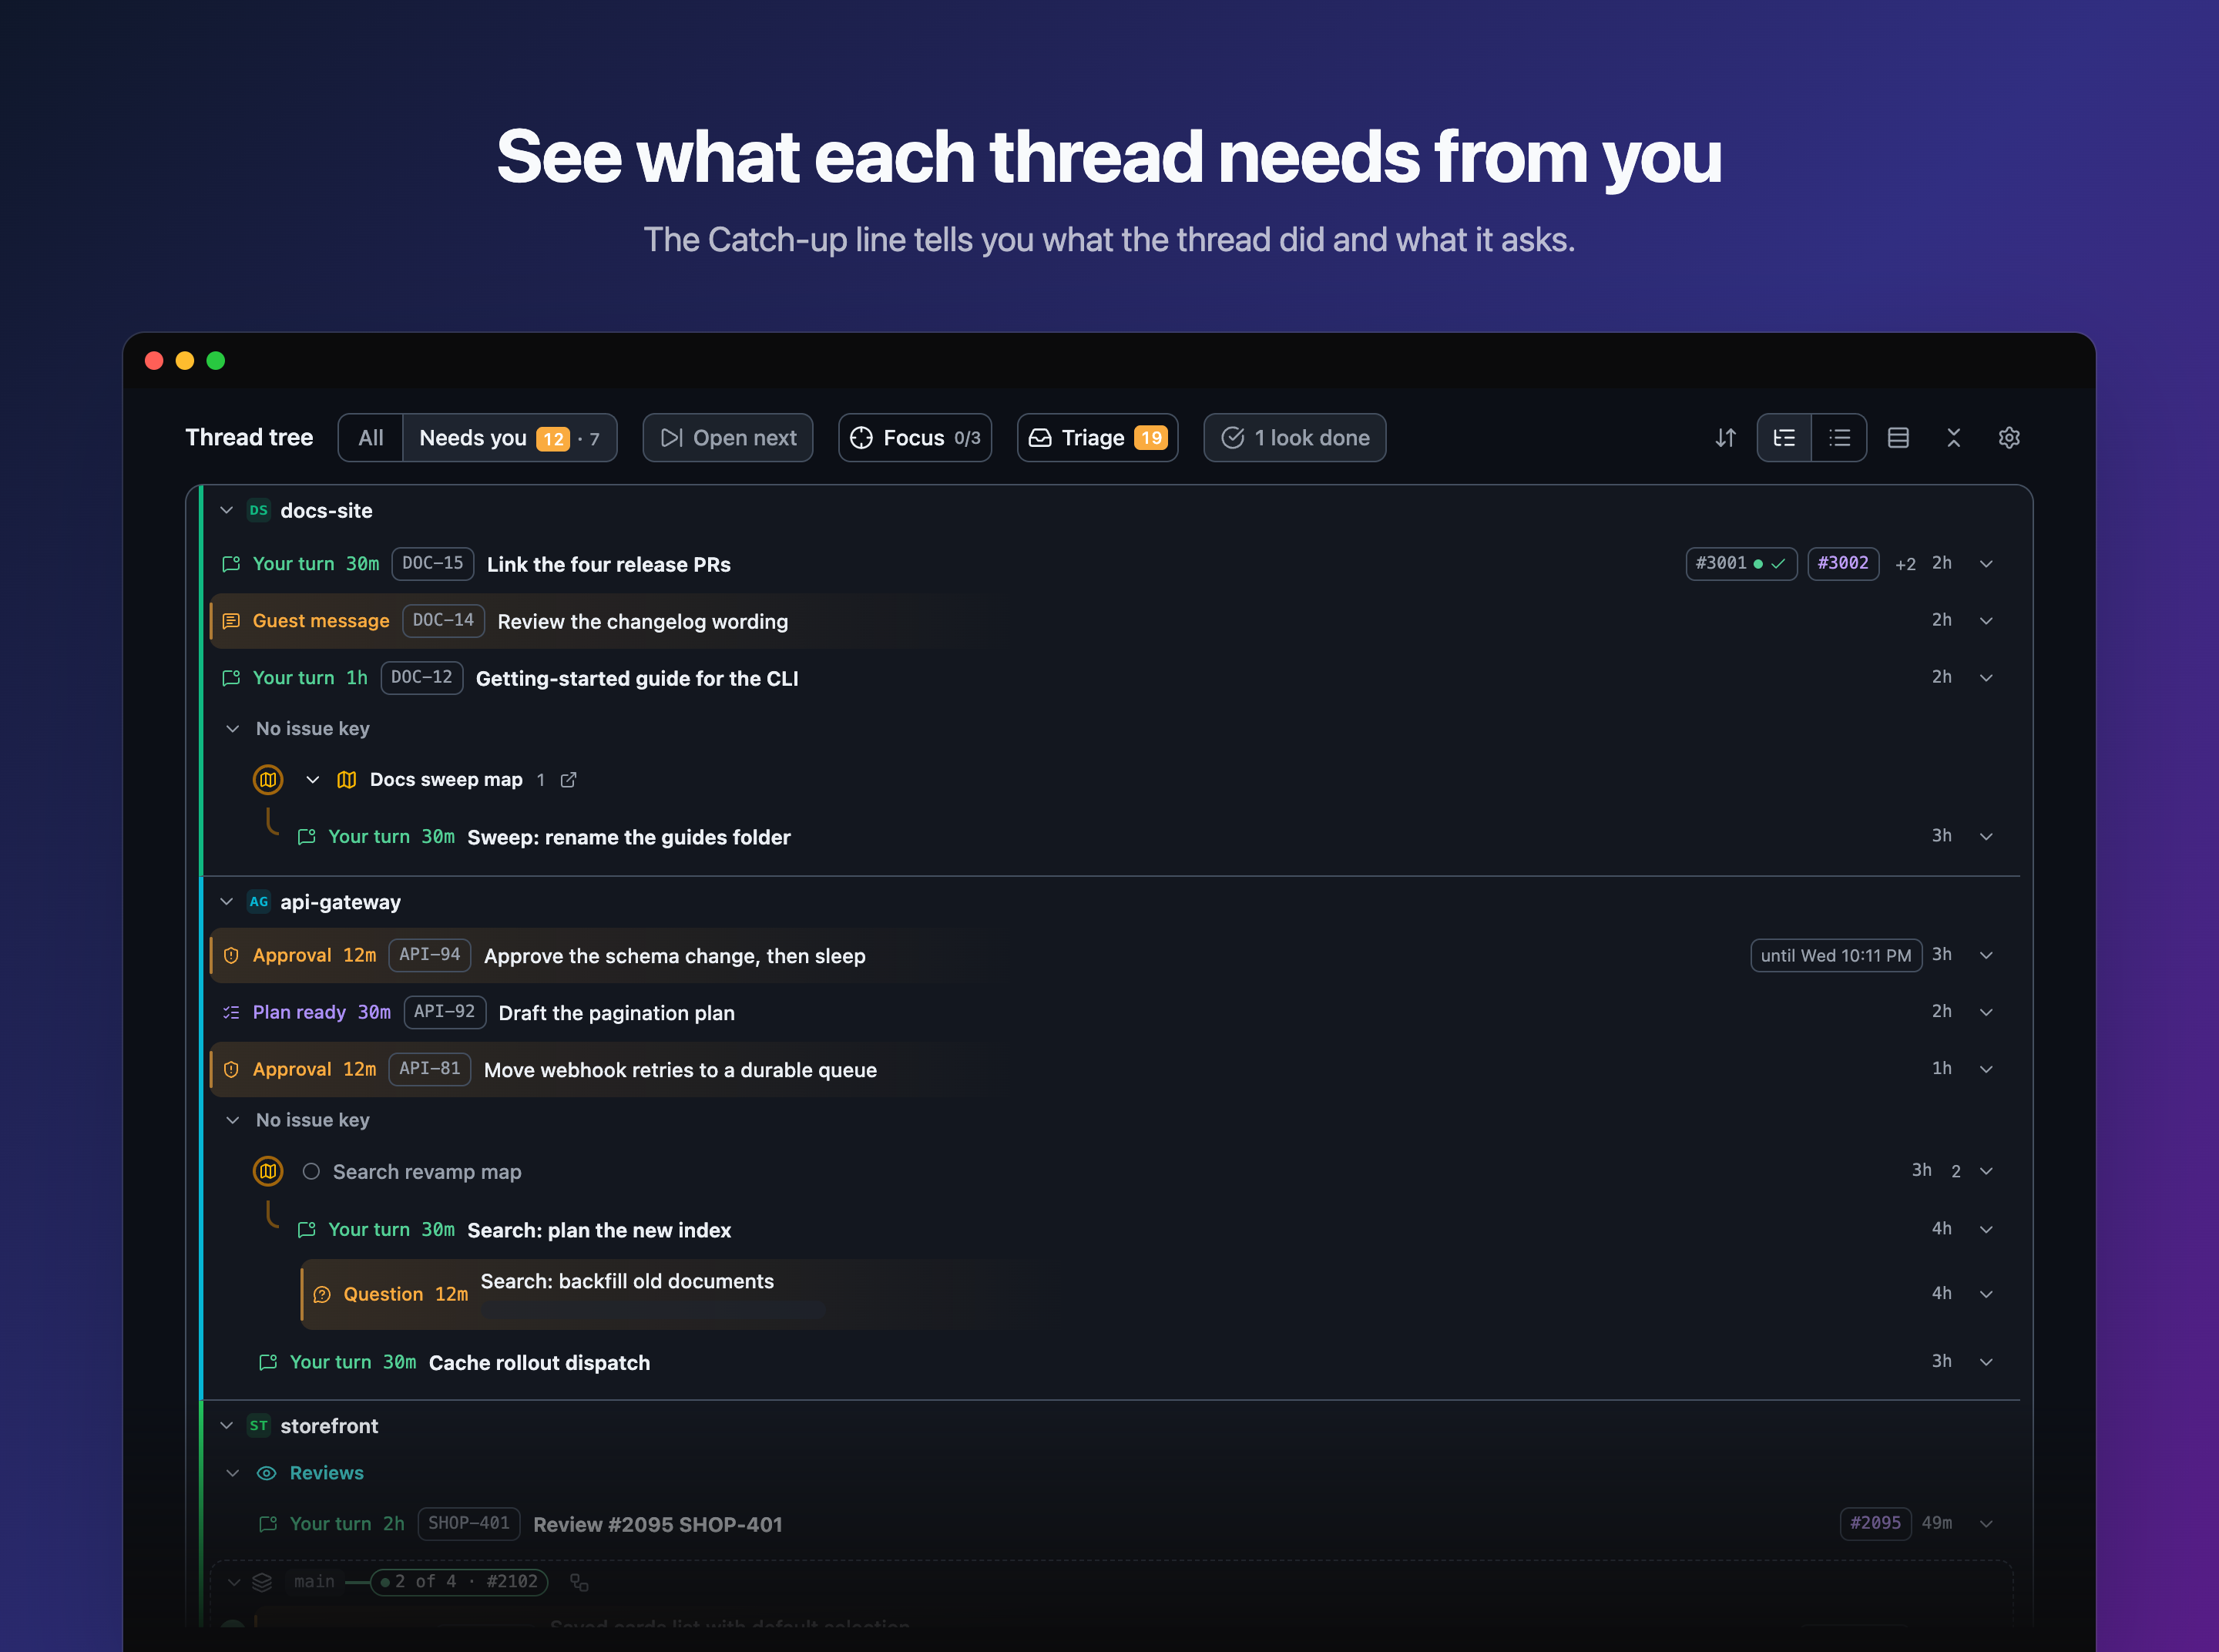 See what each thread needs from you
The Catch-up line tells you what the thread did and what it asks.
Thread tree All Needs you 12 · 7 Open next Focus 0/3 Triage 19 1 look done
DS docs-site
Your turn 30m DOC-15 Link the four release PRs #3001 #3002 +2 2h
Guest message DOC-14 Review the changelog wording 2h
Your turn 1h DOC-12 Getting-started guide for the CLI 2h
No issue key
Docs sweep map 1
Your turn 30m Sweep: rename the guides folder 3h
AG api-gateway
Approval 12m API-94 Approve the schema change, then sleep until Wed 10:11 PM 3h
Plan ready 30m API-92 Draft the pagination plan 2h
Approval 12m API-81 Move webhook retries to a durable queue 1h
No issue key
Search revamp map 3h 2
Your turn 30m Search: plan the new index 4h
Question 12m Search: backfill old documents 4h
Your turn 30m Cache rollout dispatch 3h
ST storefront
Reviews
Your turn 2h SHOP-401 Review #2095 SHOP-401 #2095 49m
main 2 of 4 · #2102
Saved cards list with default selection